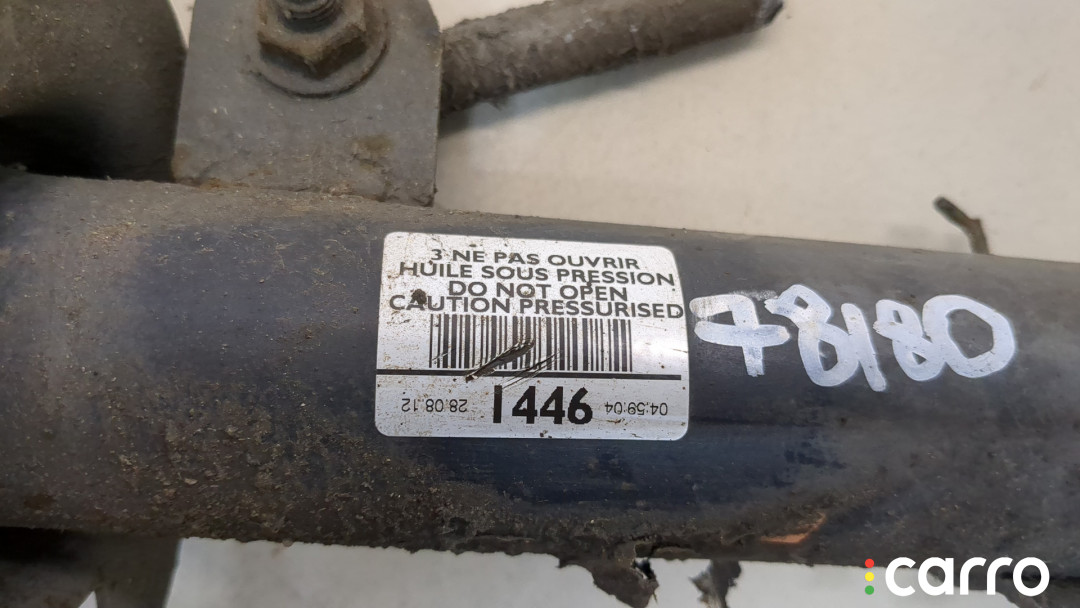 3 NE PAS OUVRIR
HUILE SOUS PRESSION
DO NOT OPEN
CAUTION PRESSURISED
28.08.12 1446 04:59:04
78180
carro